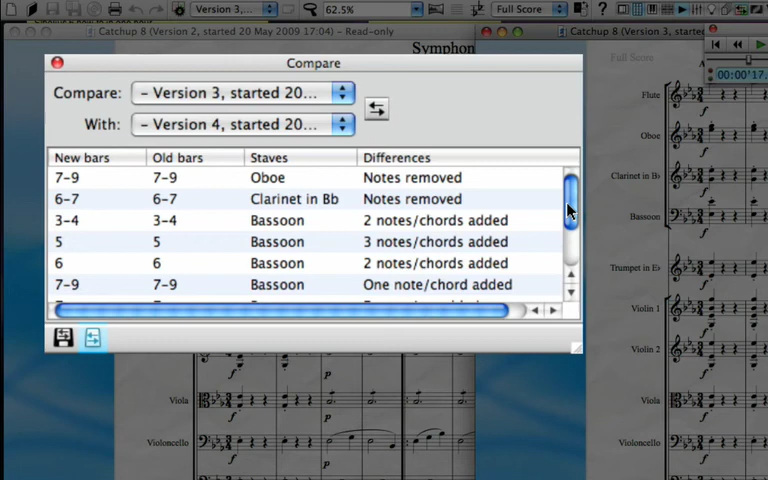 Version 3,...
62.5%
Full Score
Catchup 8 (Version 2, started 20 May 2009 17:04) - Read-only
Catchup 8 (Version 3, starte
Symphon
Full Score
Compare
Compare:
- Version 3, started 20...
With:
- Version 4, started 20...
New bars Old bars Staves Differences
7-9 7-9 Oboe Notes removed
6-7 6-7 Clarinet in Bb Notes removed
3-4 3-4 Bassoon 2 notes/chords added
5 5 Bassoon 3 notes/chords added
6 6 Bassoon 2 notes/chords added
7-9 7-9 Bassoon One note/chord added
00:00'17.
Flute
Oboe
Clarinet in B♭
Bassoon
f
Trumpet in E♭
f
Violin 1
f
Violin 2
f
f p
Viola
f p
Violoncello
f p
Viola
f
Violoncello
f